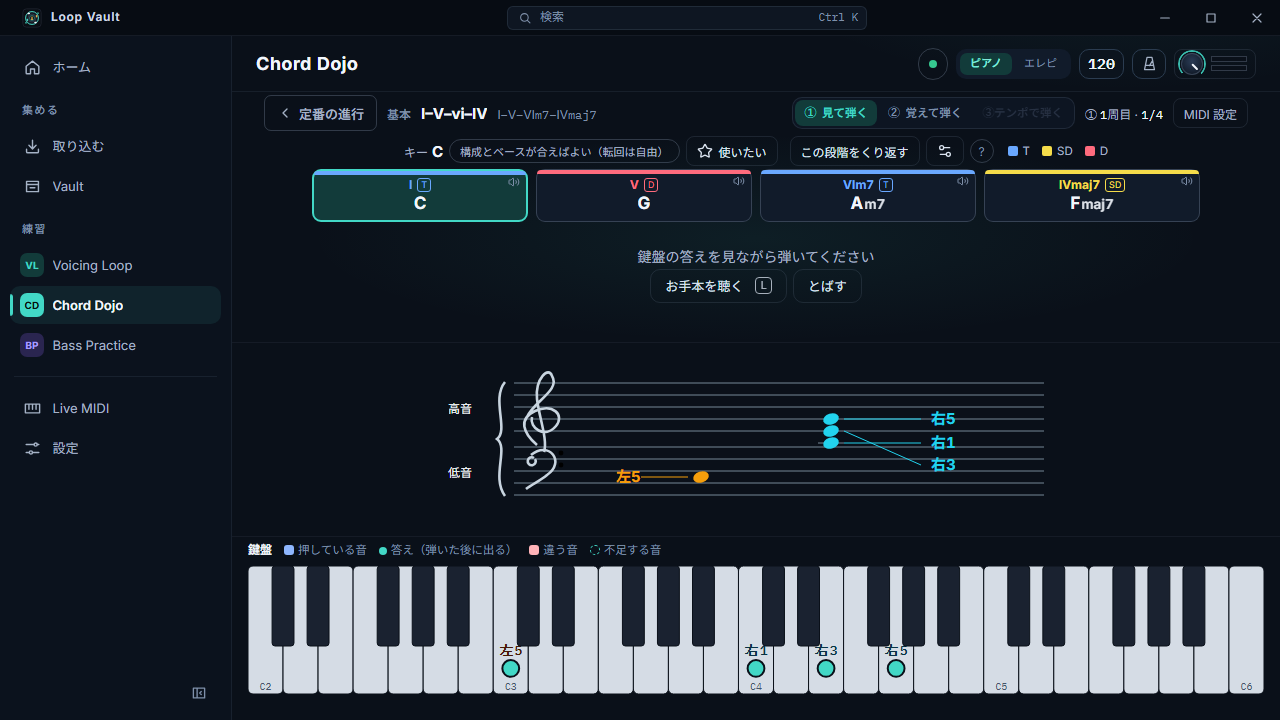 Loop Vault
検索
Ctrl K
ホーム
集める
取り込む
Vault
練習
VL Voicing Loop
CD Chord Dojo
BP Bass Practice
Live MIDI
設定
Chord Dojo
ピアノ エレピ 120
定番の進行 基本 I–V–vi–IV I–V–VIm7–IVmaj7 ① 見て弾く ② 覚えて弾く ③テンポで弾く ① 1周目 · 1/4 MIDI 設定
キー C 構成とベースが合えばよい（転回は自由） 使いたい この段階をくり返す ? T SD D
I T
C
V D
G
VIm7 T
Am7
IVmaj7 SD
Fmaj7
鍵盤の答えを見ながら弾いてください
お手本を聴く L とばす
高音
右5
右1
右3
低音
左5
鍵盤 押している音 答え（弾いた後に出る） 違う音 不足する音
左5 右1 右3 右5
C2 C3 C4 C5 C6